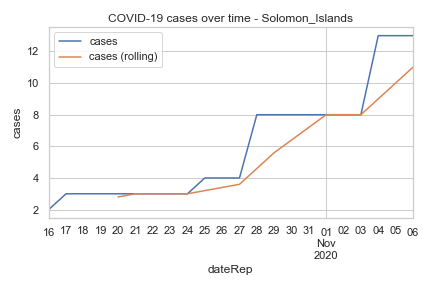 COVID-19 cases over time - Solomon_Islands
cases
cases (rolling)
12
10
8
6
4
2
cases
16 17 18 19 20 21 22 23 24 25 26 27 28 29 30 31 01 02 03 04 05 06
Nov
2020
dateRep